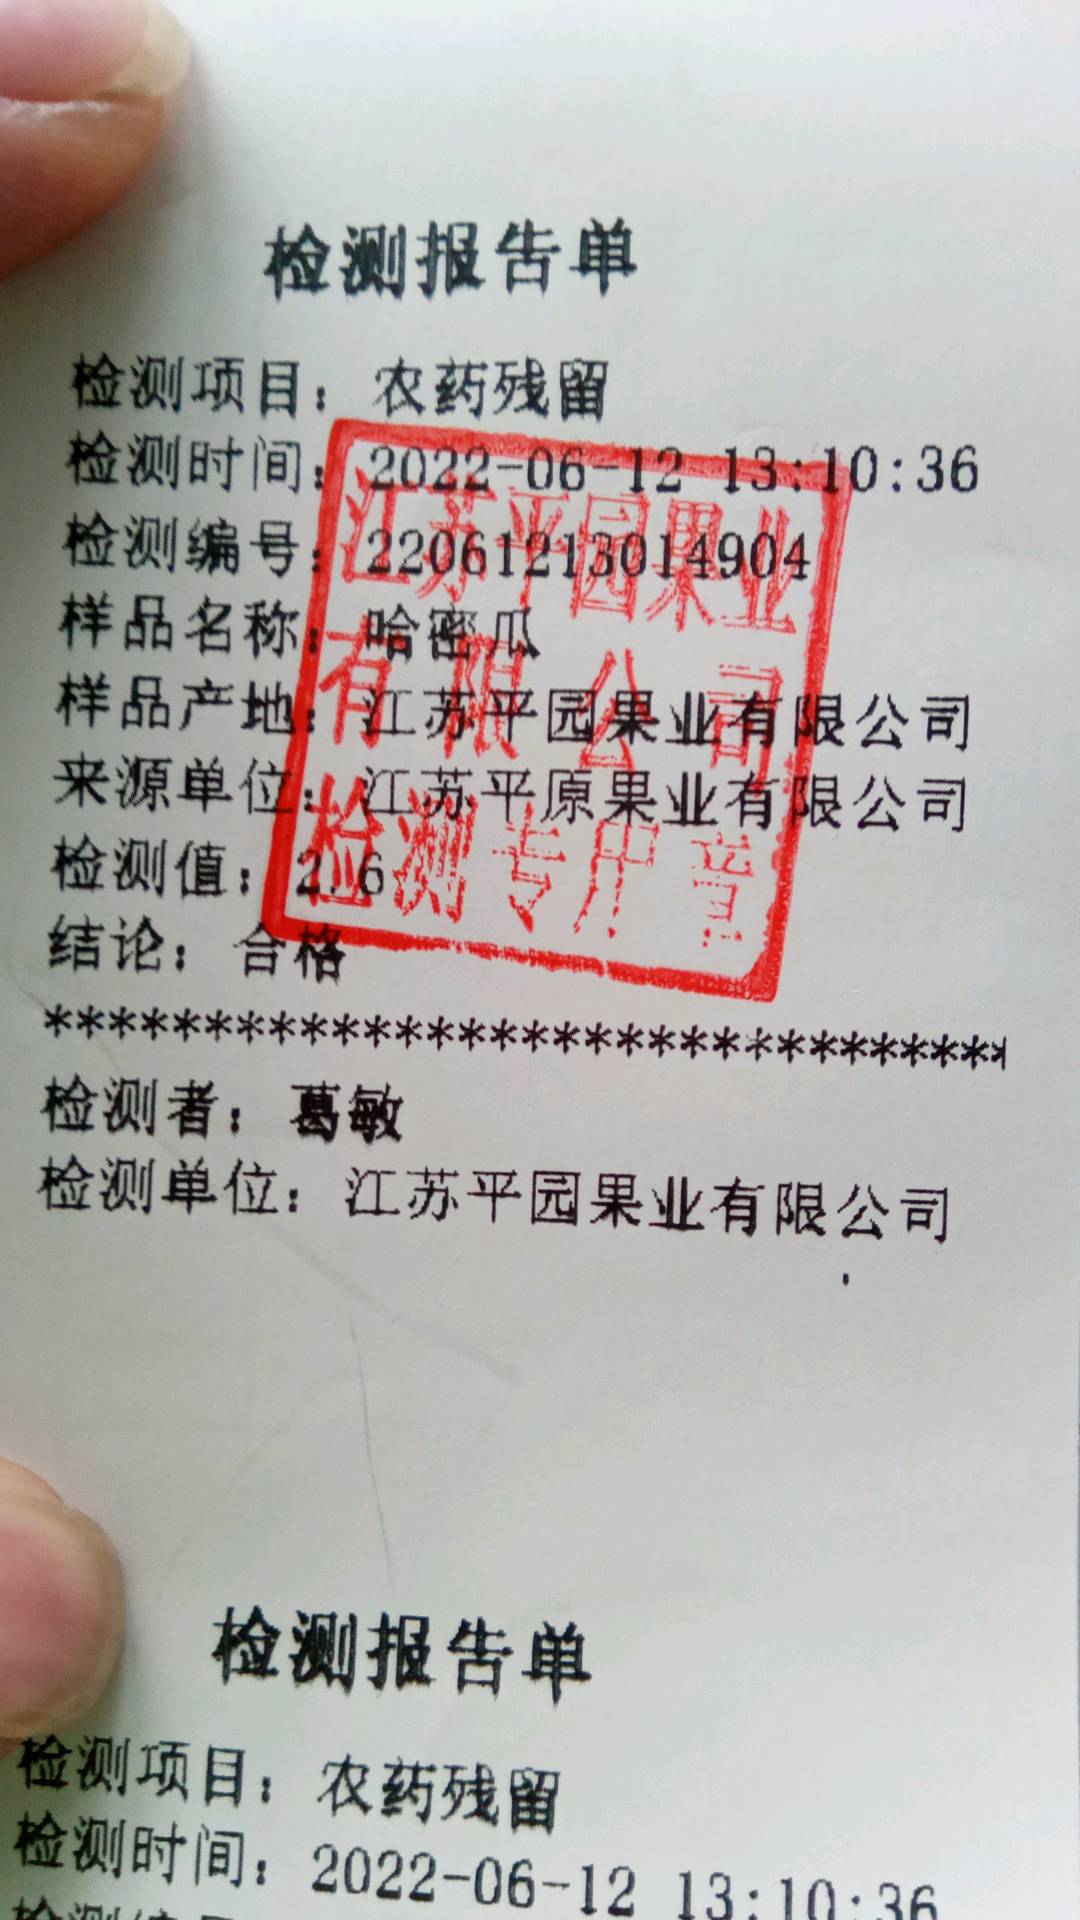 检测报告单
检测项目：农药残留
检测时间：2022-06-12 13:10:36
检测编号：22061213014904
样品名称：哈密瓜
样品产地：江苏平园果业有限公司
来源单位：江苏平原果业有限公司
检测值：2.6
结论：合格
江苏平园果业
有限公司
检测专用章
*******************************
检测者：葛敏
检测单位：江苏平园果业有限公司
检测报告单
检测项目：农药残留
检测时间：2022-06-12 13:10:36